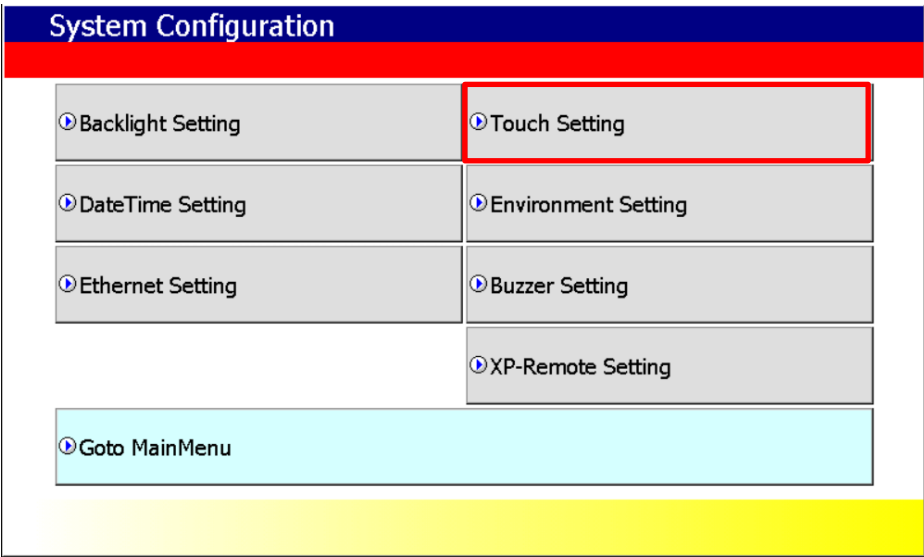 System Configuration
Backlight Setting
Touch Setting
DateTime Setting
Environment Setting
Ethernet Setting
Buzzer Setting
XP-Remote Setting
Goto MainMenu